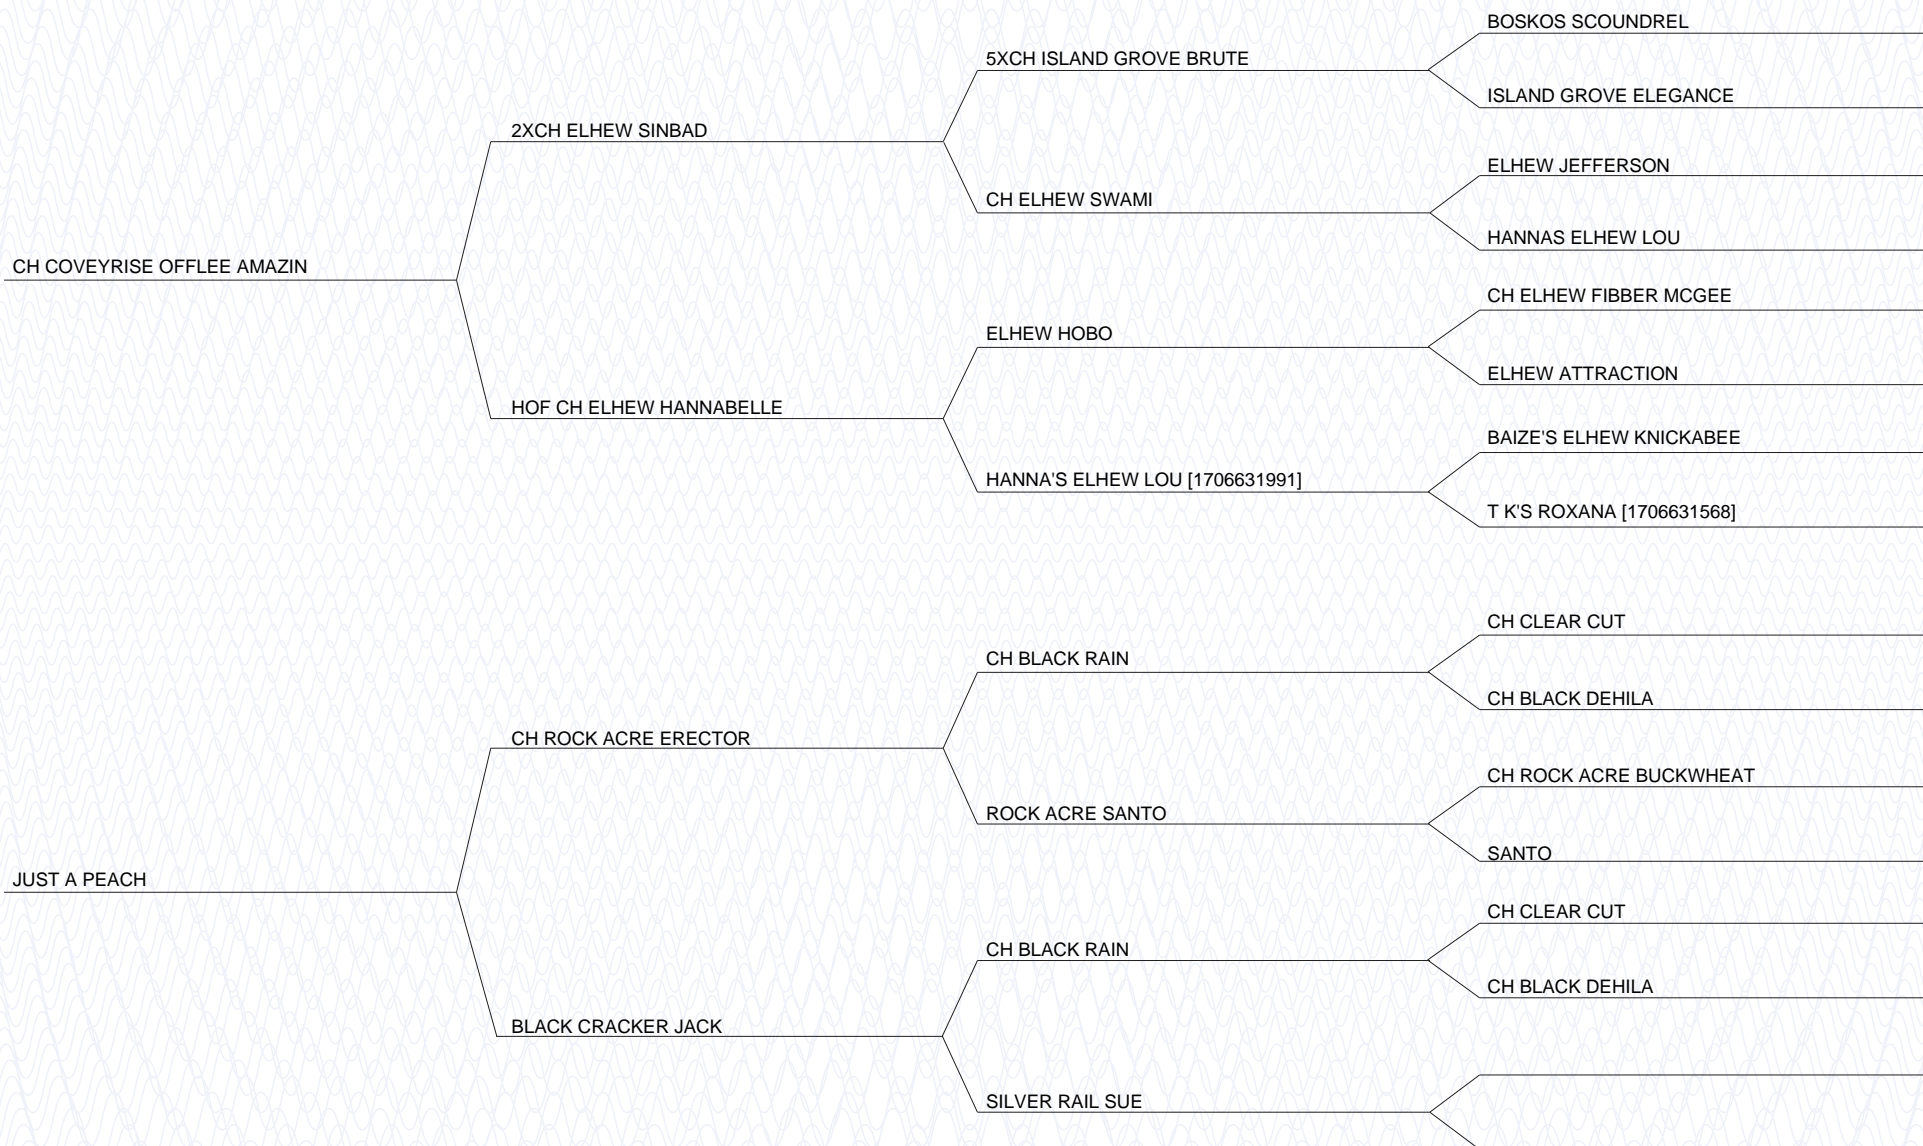 BOSKOS SCOUNDREL
5XCH ISLAND GROVE BRUTE
ISLAND GROVE ELEGANCE
2XCH ELHEW SINBAD
ELHEW JEFFERSON
CH ELHEW SWAMI
HANNAS ELHEW LOU
CH COVEYRISE OFFLEE AMAZIN
CH ELHEW FIBBER MCGEE
ELHEW HOBO
ELHEW ATTRACTION
HOF CH ELHEW HANNABELLE
BAIZE'S ELHEW KNICKABEE
HANNA'S ELHEW LOU [1706631991]
T K'S ROXANA [1706631568]
CH CLEAR CUT
CH BLACK RAIN
CH BLACK DEHILA
CH ROCK ACRE ERECTOR
CH ROCK ACRE BUCKWHEAT
ROCK ACRE SANTO
SANTO
JUST A PEACH
CH CLEAR CUT
CH BLACK RAIN
CH BLACK DEHILA
BLACK CRACKER JACK
SILVER RAIL SUE